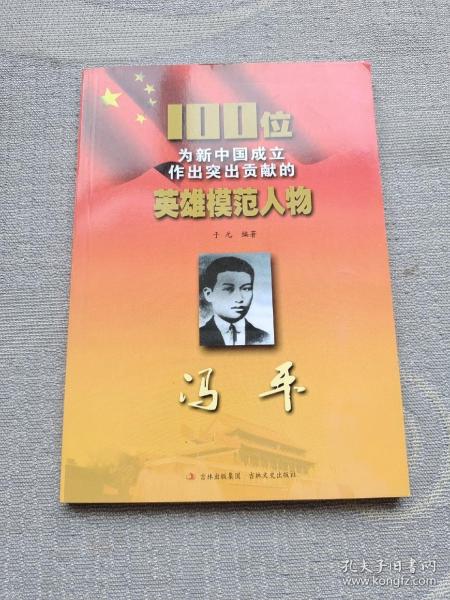 100位
为新中国成立
作出突出贡献的
英雄模范人物
于元 编著
冯平
吉林出版集团 吉林文史出版社
孔夫子旧书网
www.kongfz.com